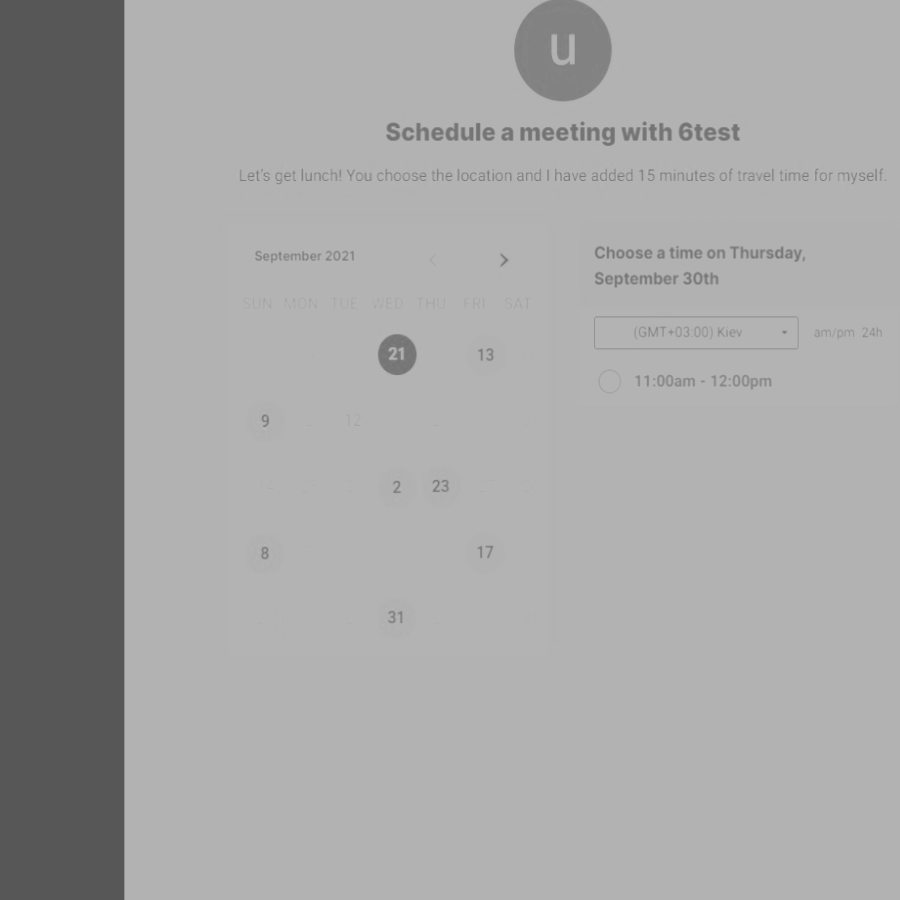 u
Schedule a meeting with 6test
Let's get lunch! You choose the location and I have added 15 minutes of travel time for myself.
September 2021
SUN MON TUE WED THU FRI SAT
21 13
9 12
2 23
8 17
31
Choose a time on Thursday,
September 30th
(GMT+03:00) Kiev
am/pm 24h
11:00am - 12:00pm